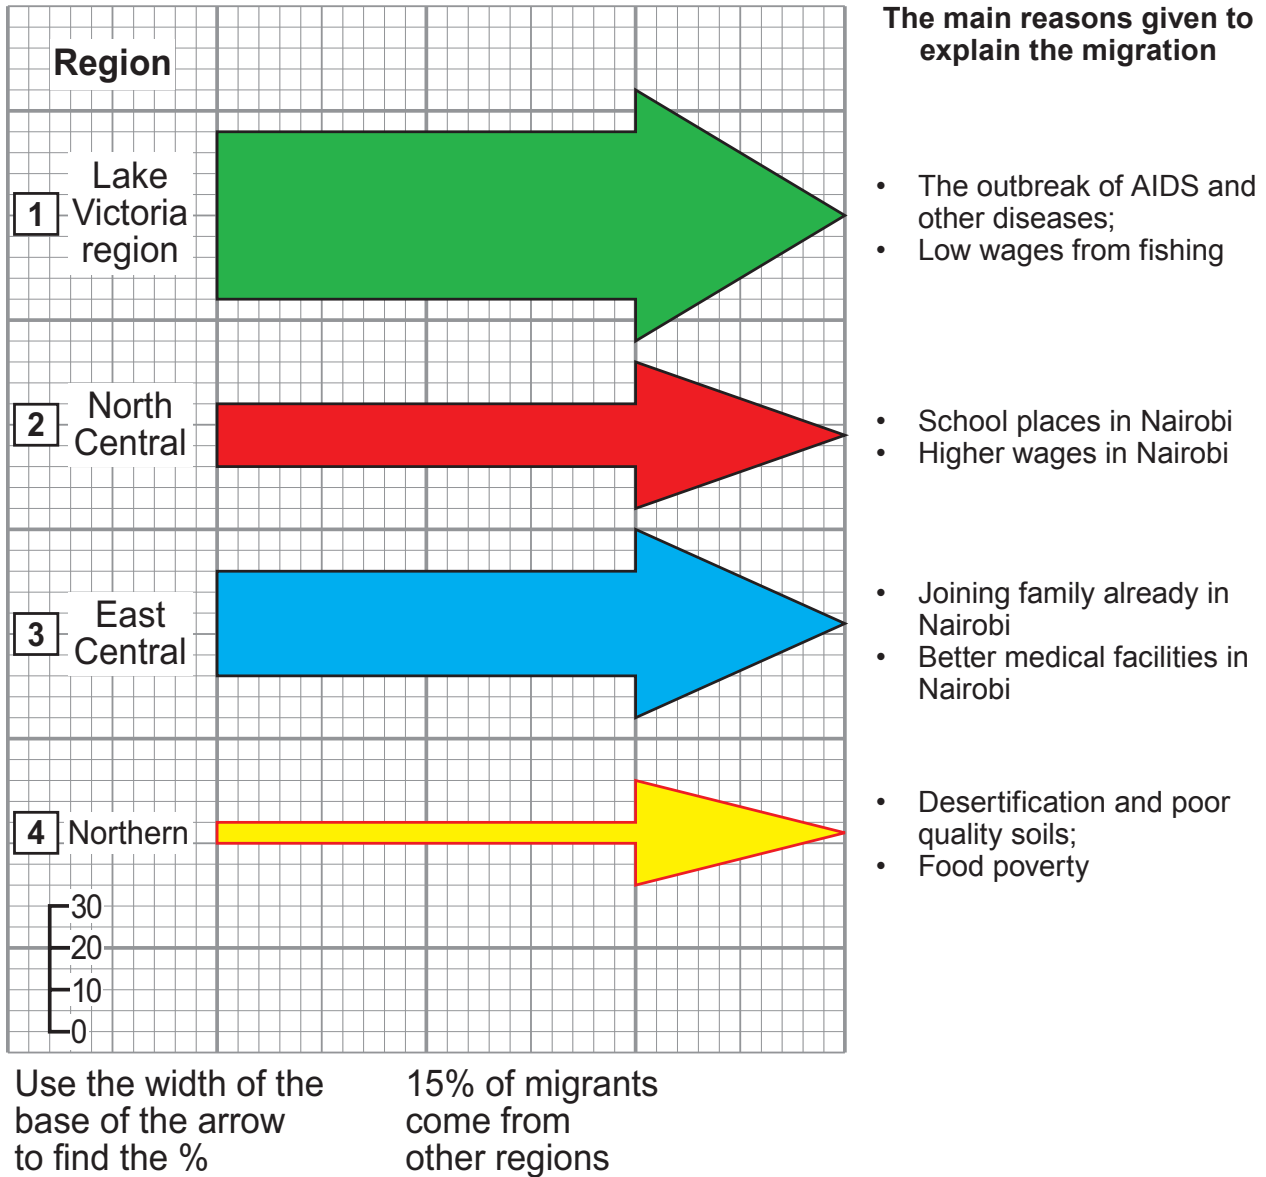 Region
The main reasons given to
explain the migration
1
Lake
Victoria
region
• The outbreak of AIDS and
other diseases;
• Low wages from fishing
2
North
Central
• School places in Nairobi
• Higher wages in Nairobi
3
East
Central
• Joining family already in
Nairobi
• Better medical facilities in
Nairobi
4 Northern
• Desertification and poor
quality soils;
• Food poverty
30
20
10
0
Use the width of the
base of the arrow
to find the %
15% of migrants
come from
other regions